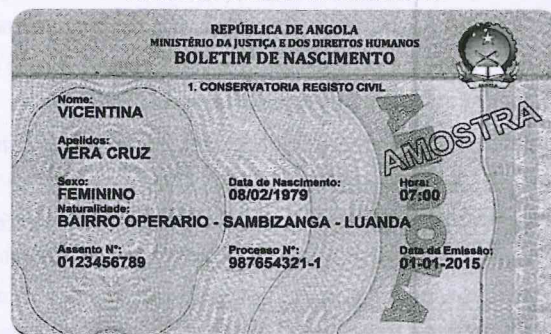 REPÚBLICA DE ANGOLA
MINISTÉRIO DA JUSTIÇA E DOS DIREITOS HUMANOS
BOLETIM DE NASCIMENTO
1. CONSERVATORIA REGISTO CIVIL
Nome:
VICENTINA
Apelidos:
VERA CRUZ
AMOSTRA
Sexo: Data de Nascimento: Hora:
FEMININO 08/02/1979 07:00
Naturalidade:
BAIRRO OPERARIO - SAMBIZANGA - LUANDA
Assento Nº: Processo Nº: Data da Emissão:
0123456789 987654321-1 01-01-2015
ANGOLA